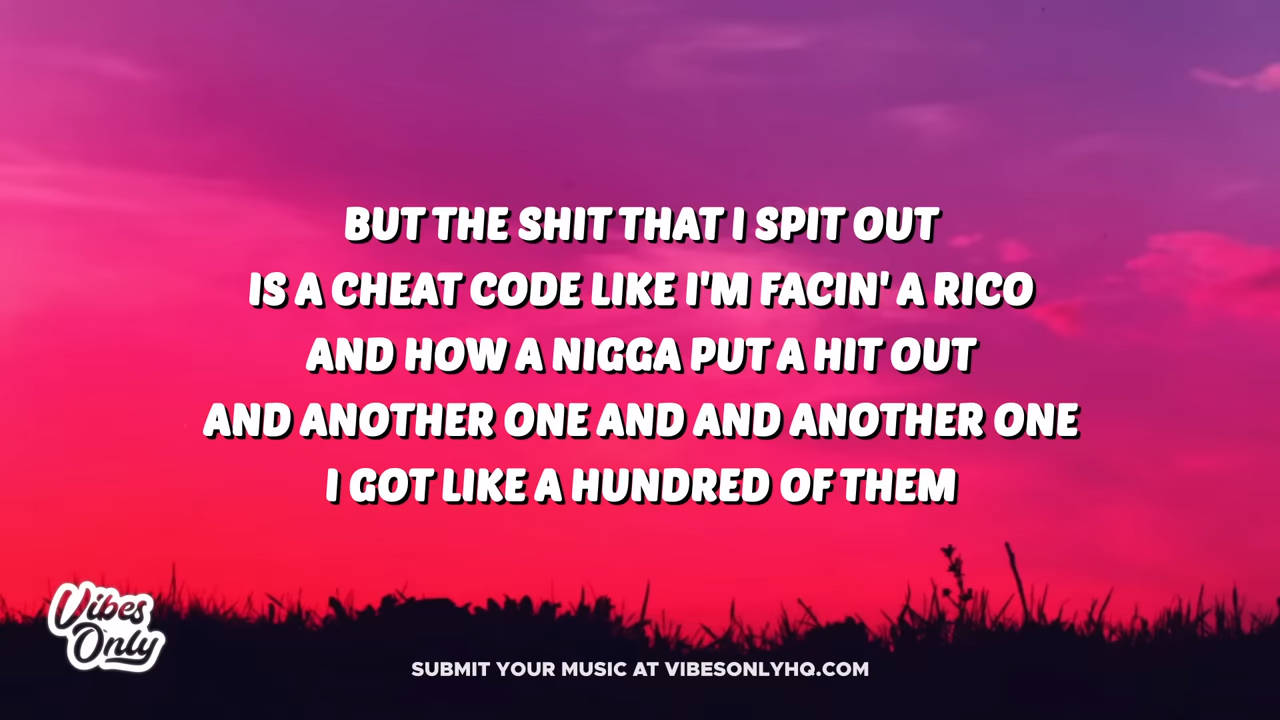 BUT THE SHIT THAT I SPIT OUT
IS A CHEAT CODE LIKE I'M FACIN' A RICO
AND HOW A NIGGA PUT A HIT OUT
AND ANOTHER ONE AND AND ANOTHER ONE
I GOT LIKE A HUNDRED OF THEM
Vibes
Only
SUBMIT YOUR MUSIC AT VIBESONLYHQ.COM